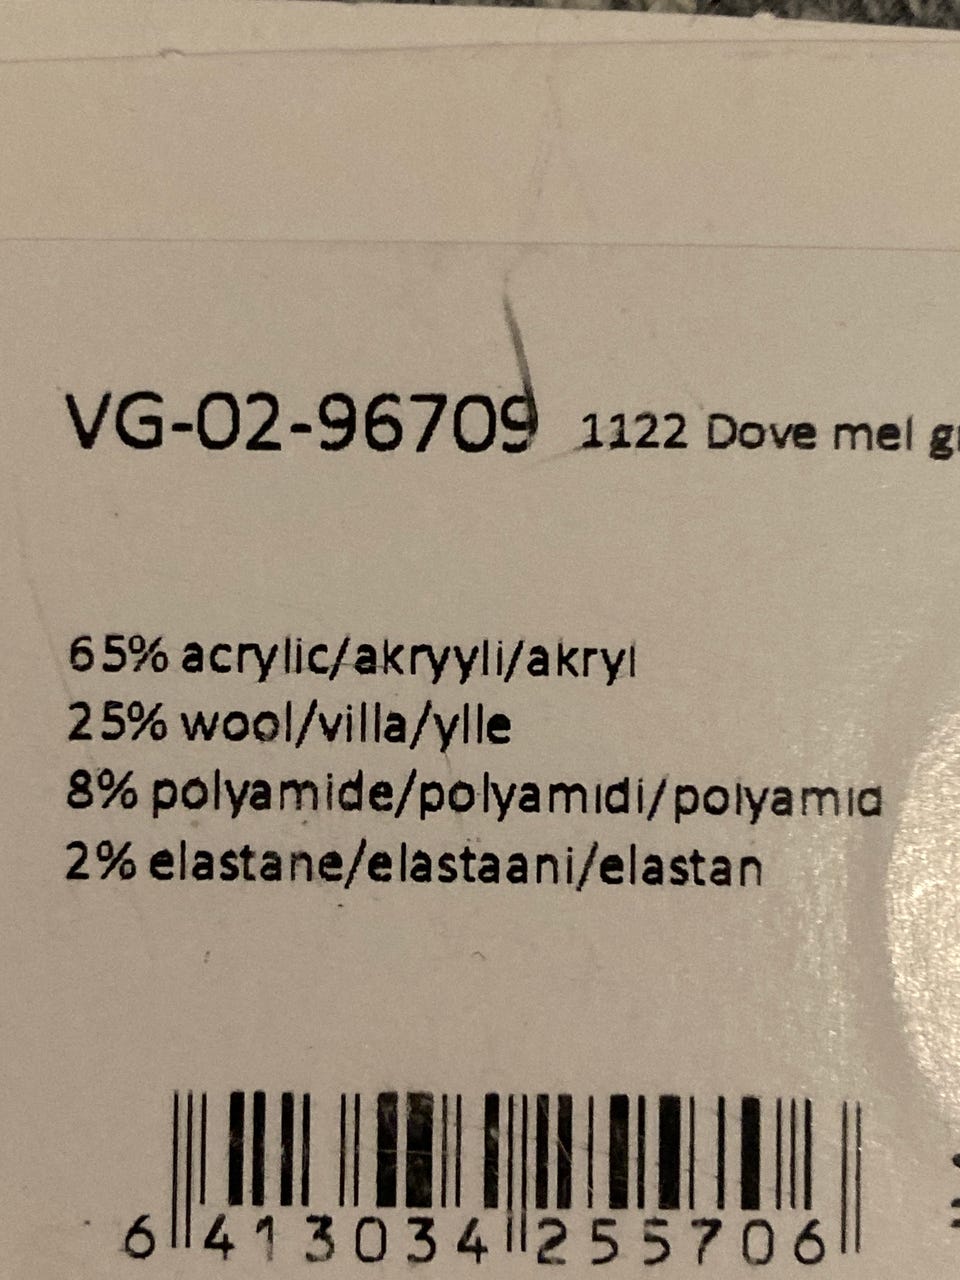 VG-02-96709 1122 Dove mel
65% acrylic/akryyli/akryl
25% wool/villa/ylle
8% polyamide/polyamidi/polyamid
2% elastane/elastaani/elastan
6 413034 255706